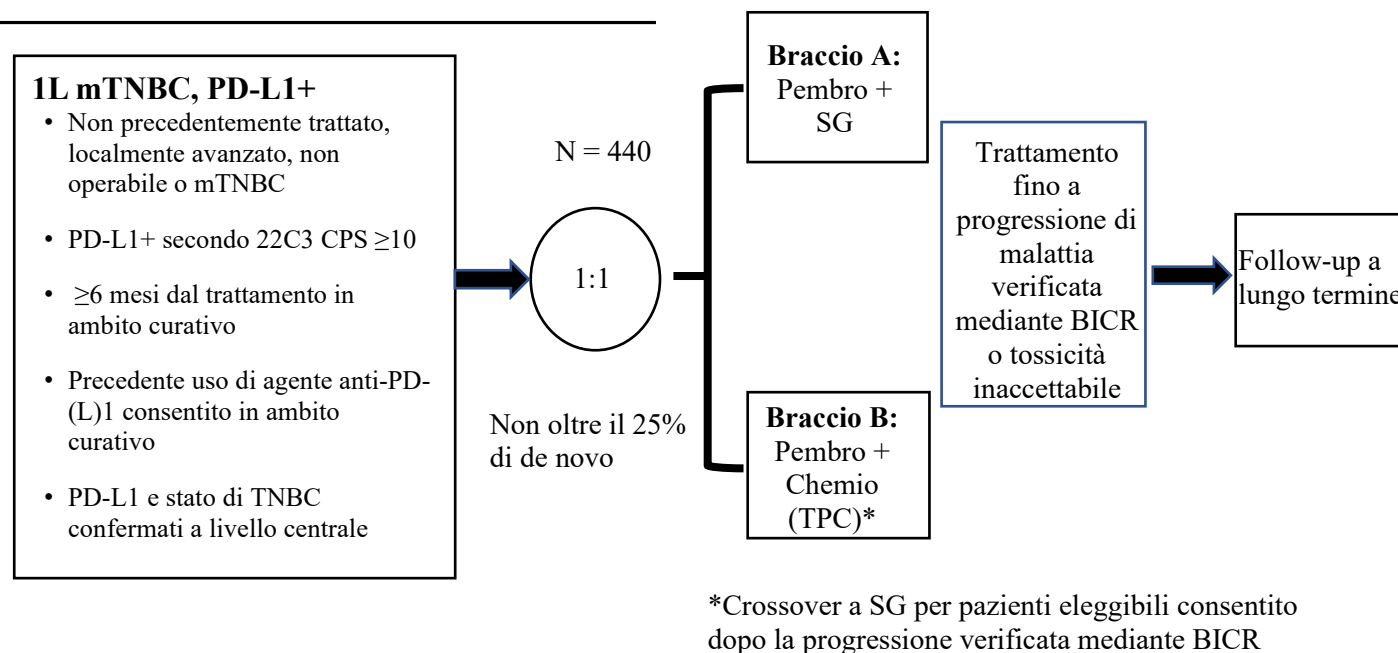 1L mTNBC, PD-L1+
• Non precedentemente trattato,
localmente avanzato, non
operabile o mTNBC
• PD-L1+ secondo 22C3 CPS ≥10
• ≥6 mesi dal trattamento in
ambito curativo
• Precedente uso di agente anti-PD-
(L)1 consentito in ambito
curativo
• PD-L1 e stato di TNBC
confermati a livello centrale
N = 440
1:1
Non oltre il 25%
di de novo
Braccio A:
Pembro +
SG
Braccio B:
Pembro +
Chemio
(TPC)*
Trattamento
fino a
progressione di
malattia
verificata
mediante BICR
o tossicità
inaccettabile
Follow-up a
lungo termine
*Crossover a SG per pazienti eleggibili consentito
dopo la progressione verificata mediante BICR